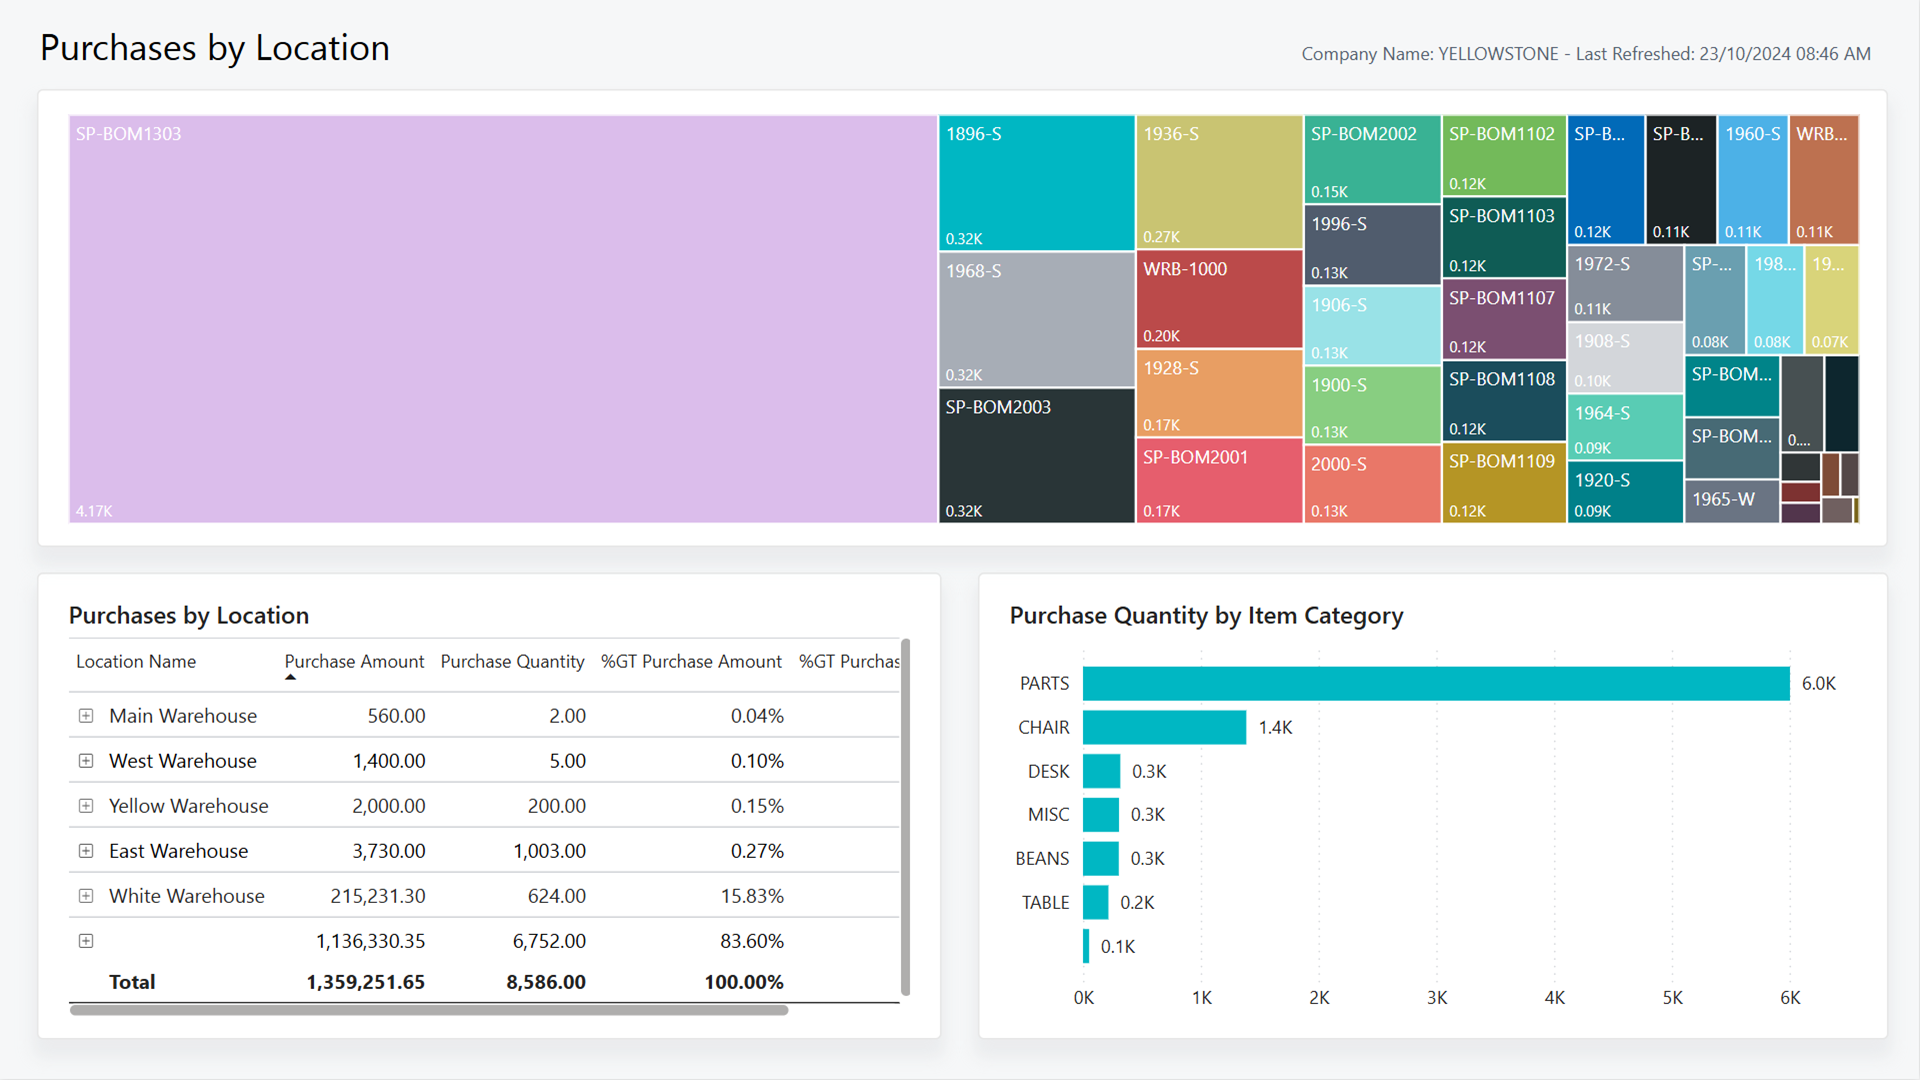 Purchases by Location
Company Name: YELLOWSTONE - Last Refreshed: 23/10/2024 08:46 AM
SP-BOM1303
4.17K
1896-S
0.32K
1968-S
0.32K
SP-BOM2003
0.32K
1936-S
0.27K
WRB-1000
0.20K
1928-S
0.17K
SP-BOM2001
0.17K
SP-BOM2002
0.15K
1996-S
0.13K
1906-S
0.13K
1900-S
0.13K
2000-S
0.13K
SP-BOM1102
0.12K
SP-BOM1103
0.12K
SP-BOM1107
0.12K
SP-BOM1108
0.12K
SP-BOM1109
0.12K
SP-B...
0.12K
SP-B...
0.11K
1960-S
0.11K
WRB...
0.11K
1972-S
0.11K
1908-S
0.10K
1964-S
0.09K
1920-S
0.09K
SP-...
0.08K
198...
0.08K
19...
0.07K
SP-BOM...
SP-BOM...
1965-W
0....
Purchases by Location
Location Name Purchase Amount Purchase Quantity %GT Purchase Amount %GT Purchas
Main Warehouse 560.00 2.00 0.04%
West Warehouse 1,400.00 5.00 0.10%
Yellow Warehouse 2,000.00 200.00 0.15%
East Warehouse 3,730.00 1,003.00 0.27%
White Warehouse 215,231.30 624.00 15.83%
1,136,330.35 6,752.00 83.60%
Total 1,359,251.65 8,586.00 100.00%
Purchase Quantity by Item Category
PARTS 6.0K
CHAIR 1.4K
DESK 0.3K
MISC 0.3K
BEANS 0.3K
TABLE 0.2K
0.1K
0K 1K 2K 3K 4K 5K 6K